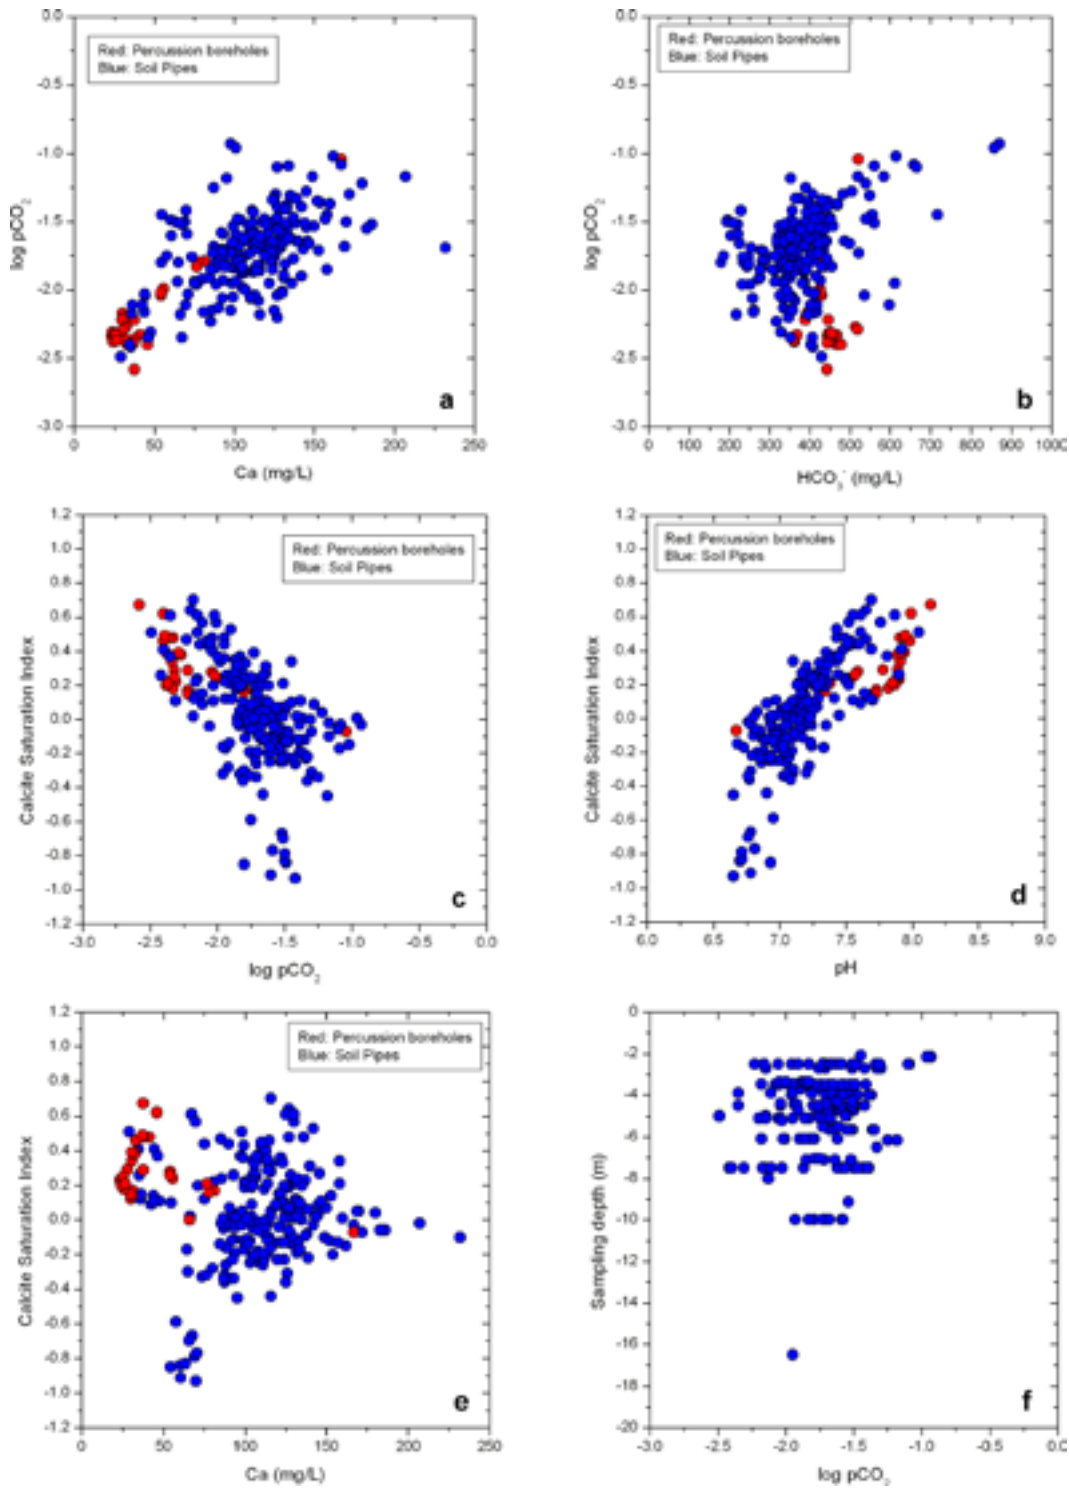 Red: Percussion boreholes
Blue: Soil Pipes
0.0
-0.5
-1.0
-1.5
-2.0
-2.5
-3.0
log pCO2
0 50 100 150 200 250
Ca (mg/L)
a
Red: Percussion boreholes
Blue: Soil Pipes
0.0
-0.5
-1.0
-1.5
-2.0
-2.5
-3.0
log pCO2
0 100 200 300 400 500 600 700 800 900 1000
HCO3- (mg/L)
b
Red: Percussion boreholes
Blue: Soil Pipes
1.2
1.0
0.8
0.6
0.4
0.2
0.0
-0.2
-0.4
-0.6
-0.8
-1.0
-1.2
Calcite Saturation Index
-3.0 -2.5 -2.0 -1.5 -1.0 -0.5 0.0
log pCO2
c
Red: Percussion boreholes
Blue: Soil Pipes
1.2
1.0
0.8
0.6
0.4
0.2
0.0
-0.2
-0.4
-0.6
-0.8
-1.0
-1.2
Calcite Saturation Index
6.0 6.5 7.0 7.5 8.0 8.5 9.0
pH
d
Red: Percussion boreholes
Blue: Soil Pipes
1.2
1.0
0.8
0.6
0.4
0.2
0.0
-0.2
-0.4
-0.6
-0.8
-1.0
-1.2
Calcite Saturation Index
0 50 100 150 200 250
Ca (mg/L)
e
0
-2
-4
-6
-8
-10
-12
-14
-16
-18
-20
Sampling depth (m)
-3.0 -2.5 -2.0 -1.5 -1.0 -0.5 0.0
log pCO2
f